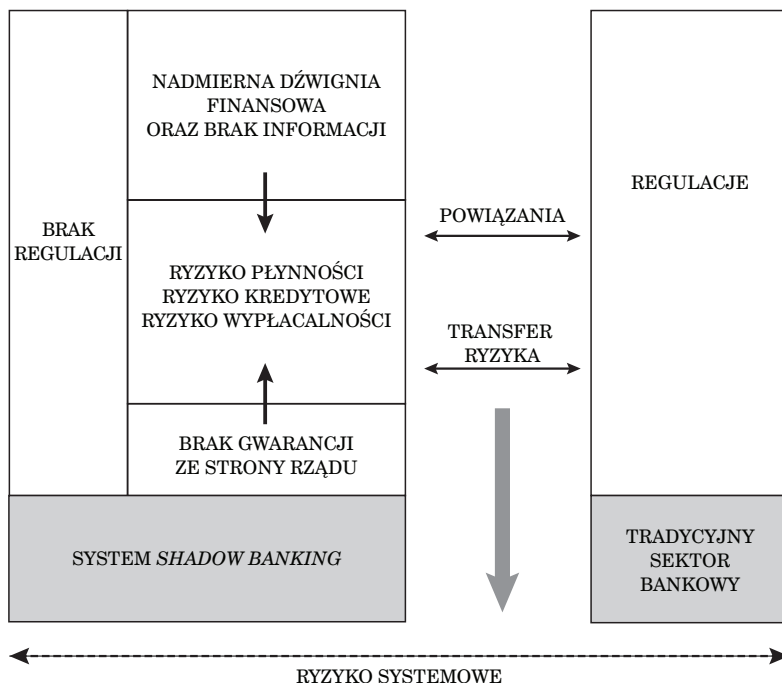 NADMIERNA DŹWIGNIA
FINANSOWA
ORAZ BRAK INFORMACJI
BRAK
REGULACJI
RYZYKO PŁYNNOŚCI
RYZYKO KREDYTOWE
RYZYKO WYPŁACALNOŚCI
BRAK GWARANCJI
ZE STRONY RZĄDU
SYSTEM SHADOW BANKING
POWIĄZANIA
TRANSFER
RYZYKA
REGULACJE
TRADYCYJNY
SEKTOR
BANKOWY
RYZYKO SYSTEMOWE